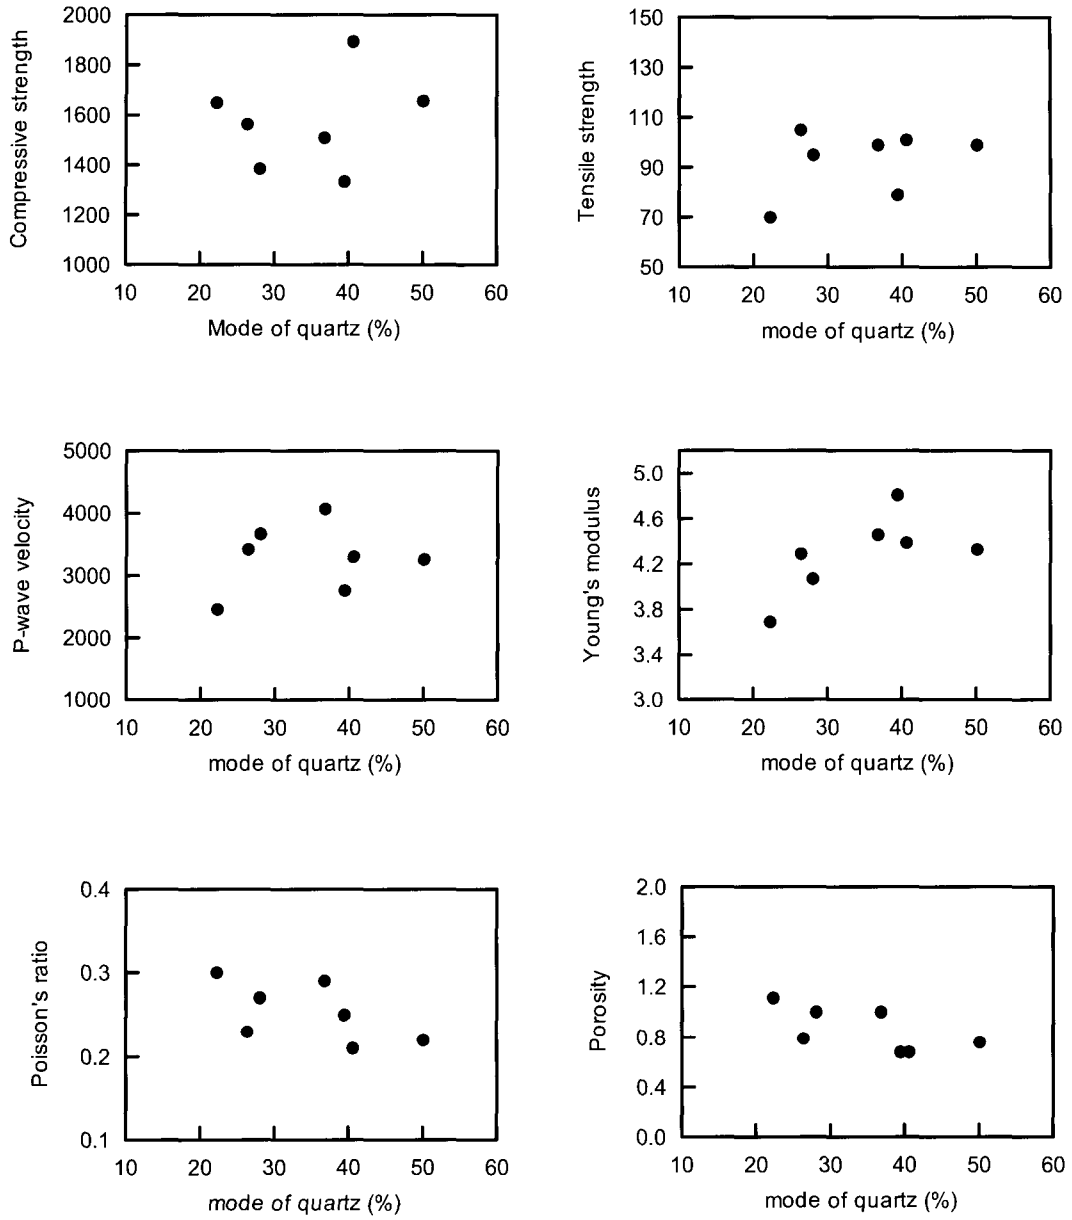 Compressive strength
2000
1800
1600
1400
1200
1000
10 20 30 40 50 60
Mode of quartz (%)
Tensile strength
150
130
110
90
70
50
10 20 30 40 50 60
mode of quartz (%)
P-wave velocity
5000
4000
3000
2000
1000
10 20 30 40 50 60
mode of quartz (%)
Young's modulus
5.0
4.6
4.2
3.8
3.4
3.0
10 20 30 40 50 60
mode of quartz (%)
Poisson's ratio
0.4
0.3
0.2
0.1
10 20 30 40 50 60
mode of quartz (%)
Porosity
2.0
1.6
1.2
0.8
0.4
0.0
10 20 30 40 50 60
mode of quartz (%)